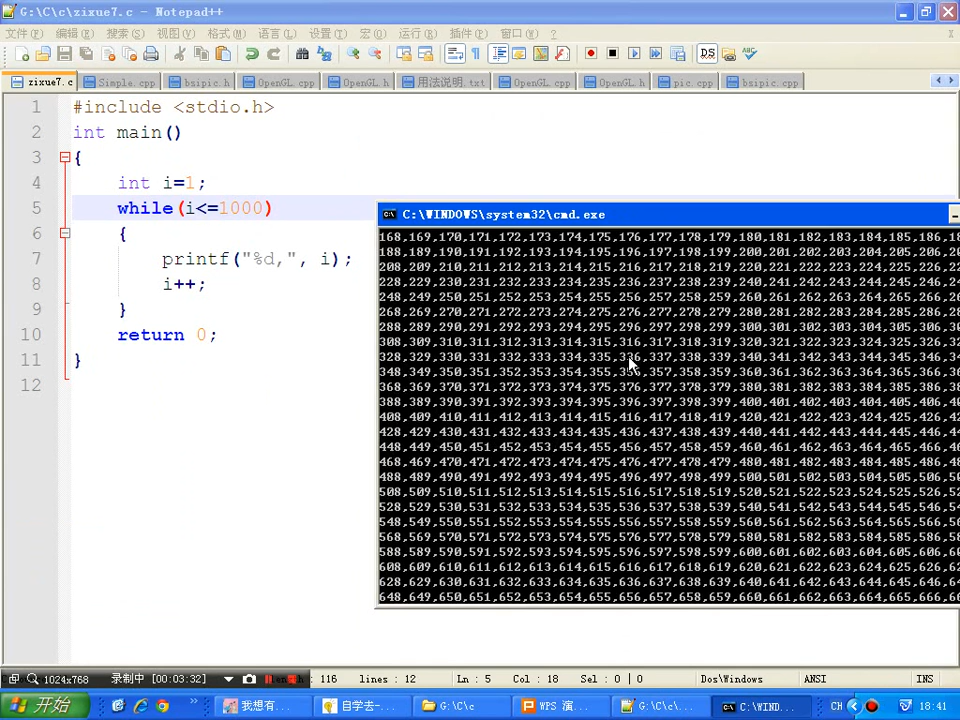 G:\C\c\zixue7.c - Notepad++
文件(F) 编辑(E) 搜索(S) 视图(V) 格式(M) 语言(L) 设置(T) 宏(O) 运行(R) 插件(P) 窗口(W) ? X
zixue7.c Simple.cpp bsipic.h OpenGL.cpp OpenGL.h 用法说明.txt OpenGL.cpp OpenGL.h pic.cpp bsipic.cpp
1 #include <stdio.h>
2 int main()
3 {
4 int i=1;
5 while(i<=1000)
6 {
7 printf("%d,", i);
8 i++;
9 }
10 return 0;
11 }
12
C:\WINDOWS\system32\cmd.exe
168,169,170,171,172,173,174,175,176,177,178,179,180,181,182,183,184,185,186,18
188,189,190,191,192,193,194,195,196,197,198,199,200,201,202,203,204,205,206,20
208,209,210,211,212,213,214,215,216,217,218,219,220,221,222,223,224,225,226,22
228,229,230,231,232,233,234,235,236,237,238,239,240,241,242,243,244,245,246,24
248,249,250,251,252,253,254,255,256,257,258,259,260,261,262,263,264,265,266,26
268,269,270,271,272,273,274,275,276,277,278,279,280,281,282,283,284,285,286,28
288,289,290,291,292,293,294,295,296,297,298,299,300,301,302,303,304,305,306,30
308,309,310,311,312,313,314,315,316,317,318,319,320,321,322,323,324,325,326,32
328,329,330,331,332,333,334,335,336,337,338,339,340,341,342,343,344,345,346,34
348,349,350,351,352,353,354,355,356,357,358,359,360,361,362,363,364,365,366,36
368,369,370,371,372,373,374,375,376,377,378,379,380,381,382,383,384,385,386,38
388,389,390,391,392,393,394,395,396,397,398,399,400,401,402,403,404,405,406,40
408,409,410,411,412,413,414,415,416,417,418,419,420,421,422,423,424,425,426,42
428,429,430,431,432,433,434,435,436,437,438,439,440,441,442,443,444,445,446,44
448,449,450,451,452,453,454,455,456,457,458,459,460,461,462,463,464,465,466,46
468,469,470,471,472,473,474,475,476,477,478,479,480,481,482,483,484,485,486,48
488,489,490,491,492,493,494,495,496,497,498,499,500,501,502,503,504,505,506,50
508,509,510,511,512,513,514,515,516,517,518,519,520,521,522,523,524,525,526,52
528,529,530,531,532,533,534,535,536,537,538,539,540,541,542,543,544,545,546,54
548,549,550,551,552,553,554,555,556,557,558,559,560,561,562,563,564,565,566,56
568,569,570,571,572,573,574,575,576,577,578,579,580,581,582,583,584,585,586,58
588,589,590,591,592,593,594,595,596,597,598,599,600,601,602,603,604,605,606,60
608,609,610,611,612,613,614,615,616,617,618,619,620,621,622,623,624,625,626,62
628,629,630,631,632,633,634,635,636,637,638,639,640,641,642,643,644,645,646,64
648,649,650,651,652,653,654,655,656,657,658,659,660,661,662,663,664,665,666,66
1024x768 录制中 [00:03:32] : 116 lines : 12 Ln : 5 Col : 18 Sel : 0 | 0 Dos\Windows ANSI INS
开始 我想有... 自学去-... G:\C\c WPS 演... G:\C\c\... C:\WIND... CH 18:41